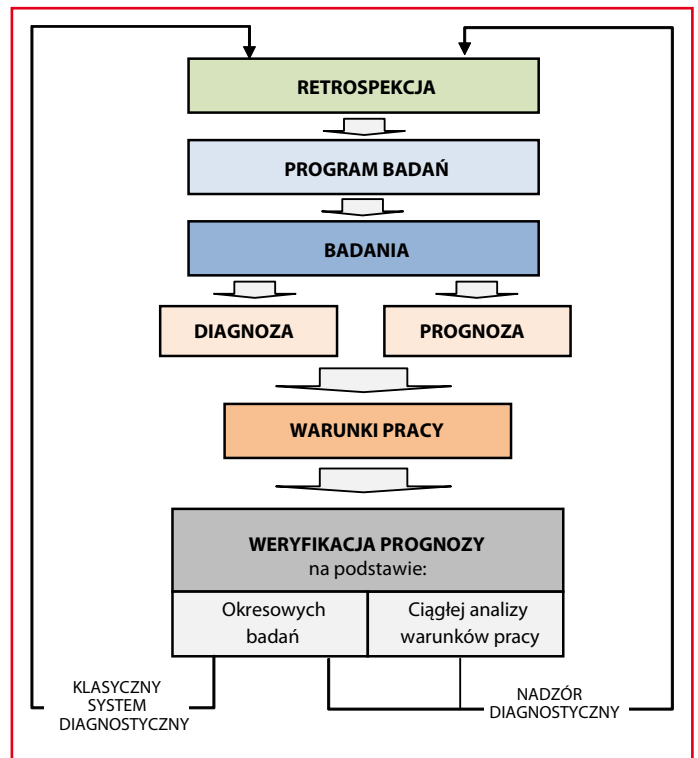 RETROSPEKCJA
PROGRAM BADAŃ
BADANIA
DIAGNOZA
PROGNOZA
WARUNKI PRACY
WERYFIKACJA PROGNOZY
na podstawie:
Okresowych
badań
Ciągłej analizy
warunków pracy
KLASYCZNY
SYSTEM
DIAGNOSTYCZNY
NADZÓR
DIAGNOSTYCZNY